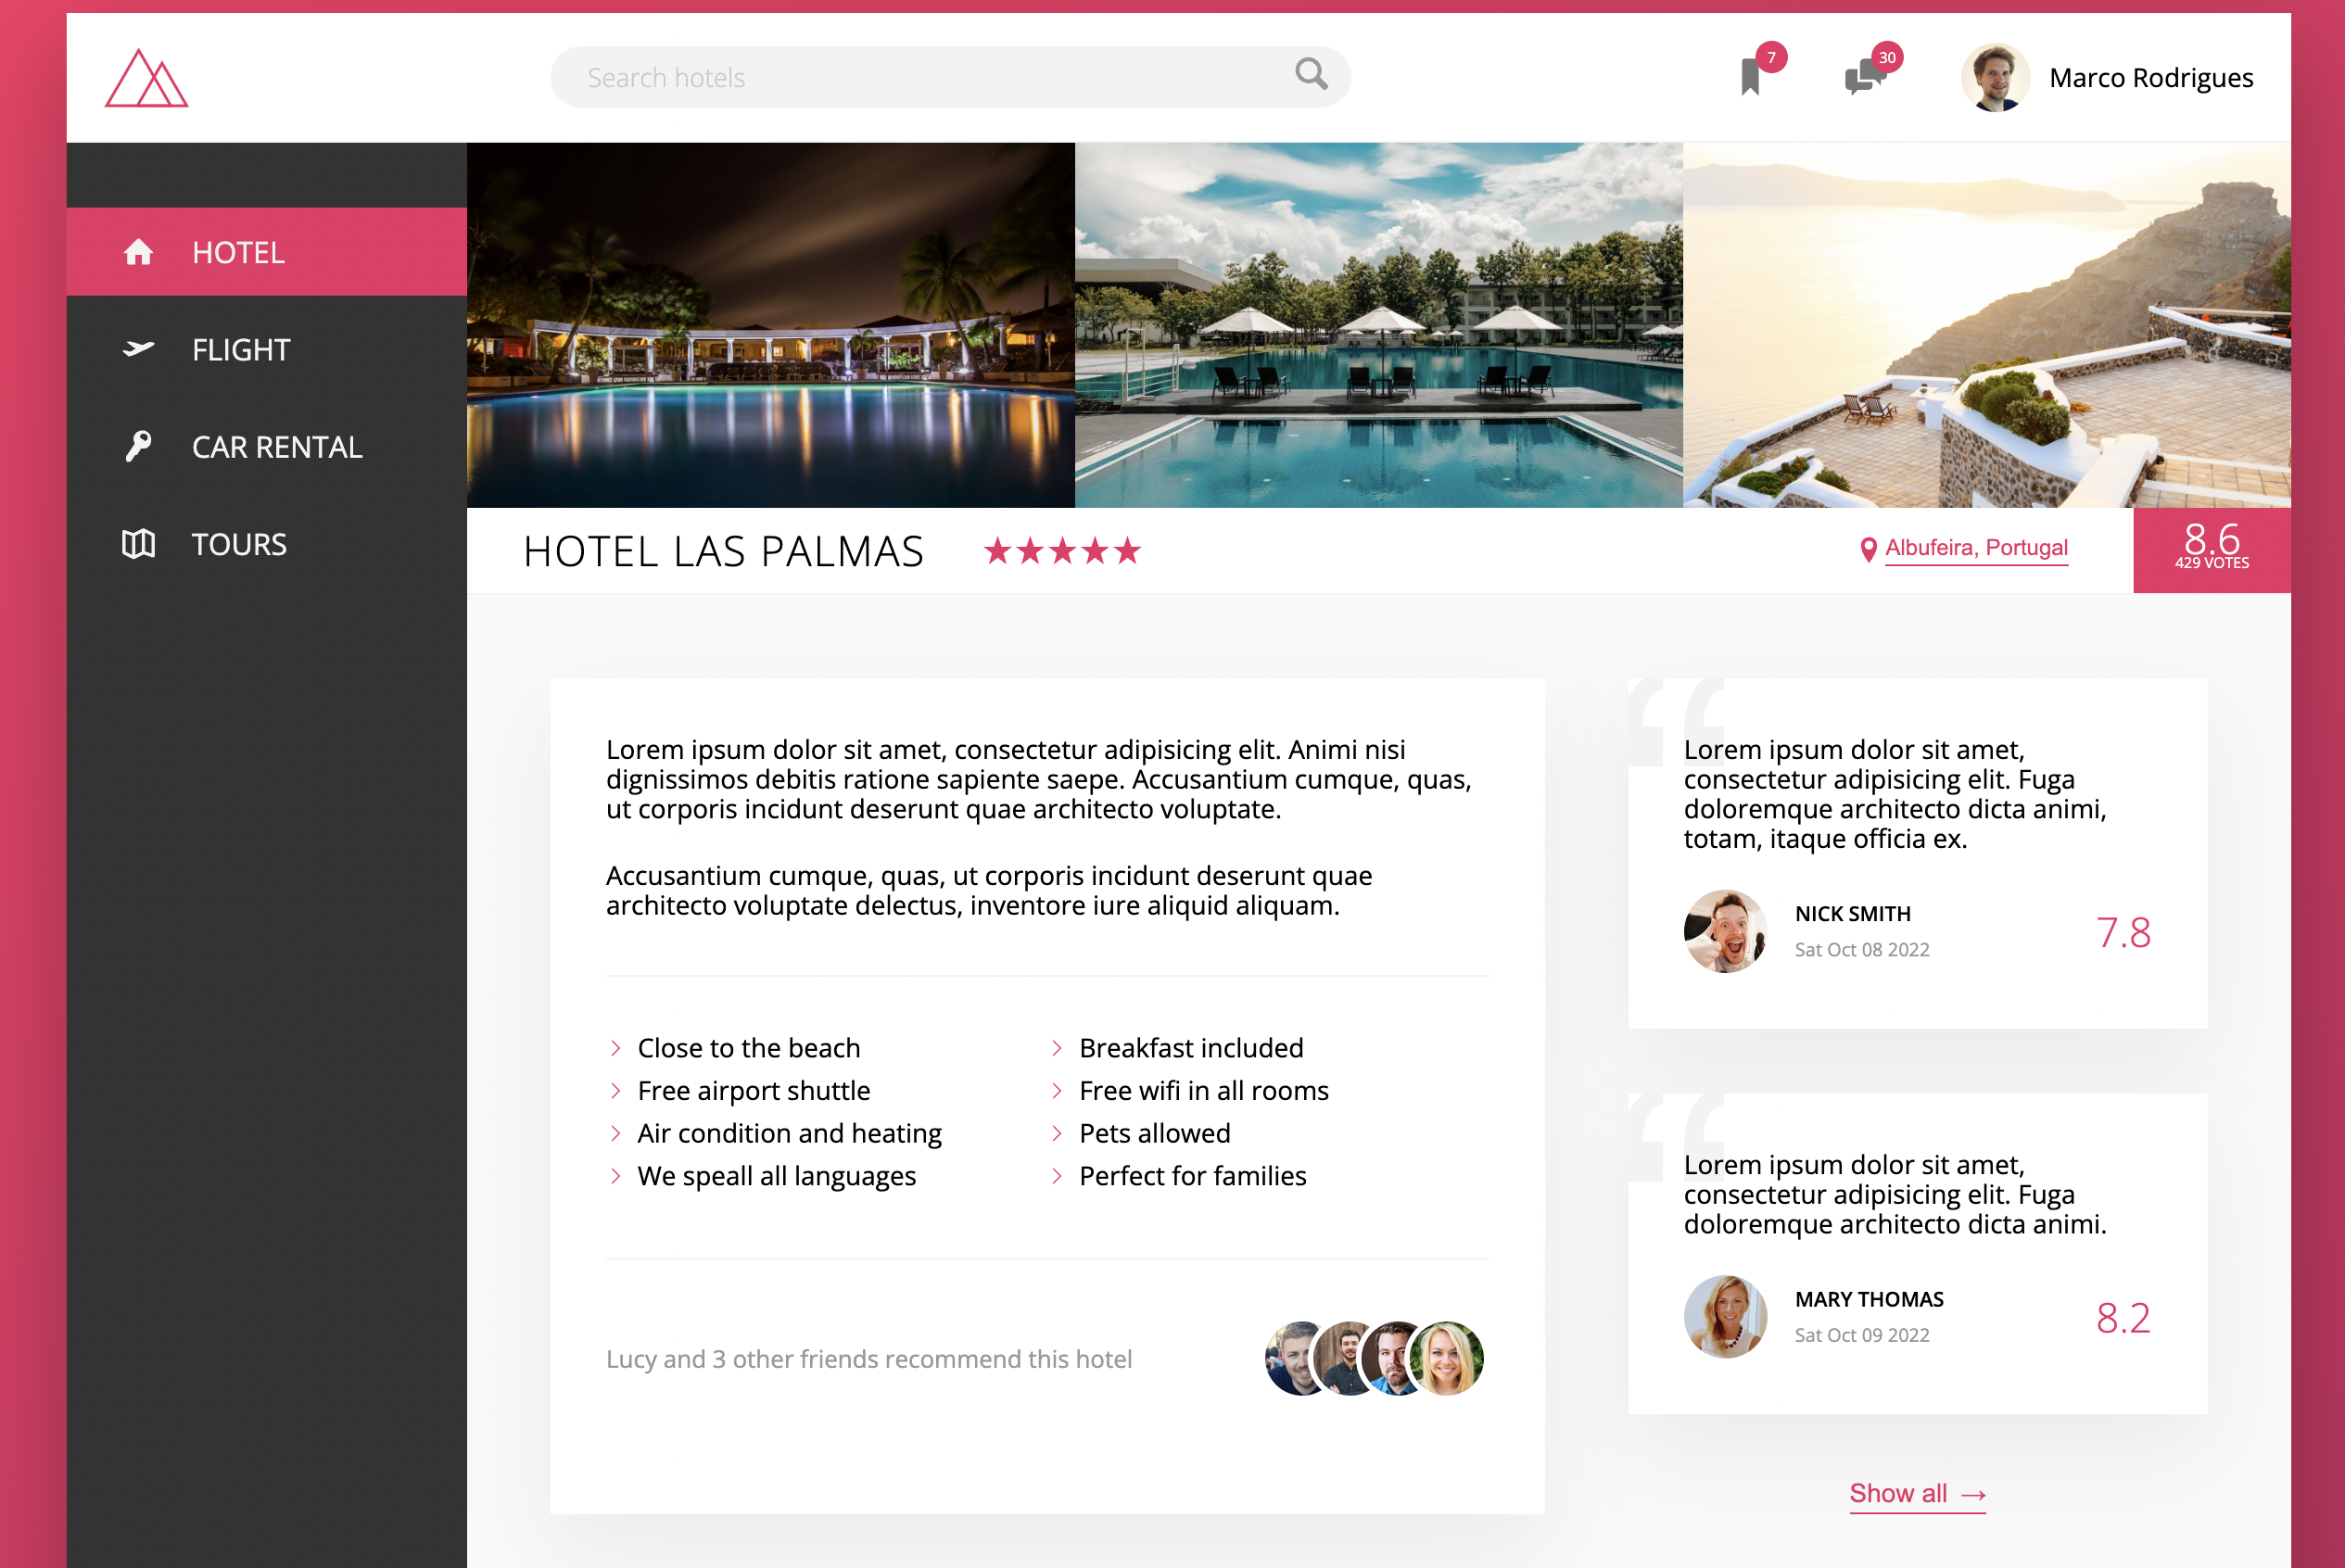 Search hotels
7
30
Marco Rodrigues
HOTEL
FLIGHT
CAR RENTAL
TOURS
HOTEL LAS PALMAS
Albufeira, Portugal
8.6
429 VOTES
Lorem ipsum dolor sit amet, consectetur adipisicing elit. Animi nisi
dignissimos debitis ratione sapiente saepe. Accusantium cumque, quas,
ut corporis incidunt deserunt quae architecto voluptate.
Accusantium cumque, quas, ut corporis incidunt deserunt quae
architecto voluptate delectus, inventore iure aliquid aliquam.
Close to the beach
Free airport shuttle
Air condition and heating
We speall all languages
Breakfast included
Free wifi in all rooms
Pets allowed
Perfect for families
Lucy and 3 other friends recommend this hotel
“
Lorem ipsum dolor sit amet,
consectetur adipisicing elit. Fuga
doloremque architecto dicta animi,
totam, itaque officia ex.
NICK SMITH
Sat Oct 08 2022
7.8
“
Lorem ipsum dolor sit amet,
consectetur adipisicing elit. Fuga
doloremque architecto dicta animi.
MARY THOMAS
Sat Oct 09 2022
8.2
Show all →